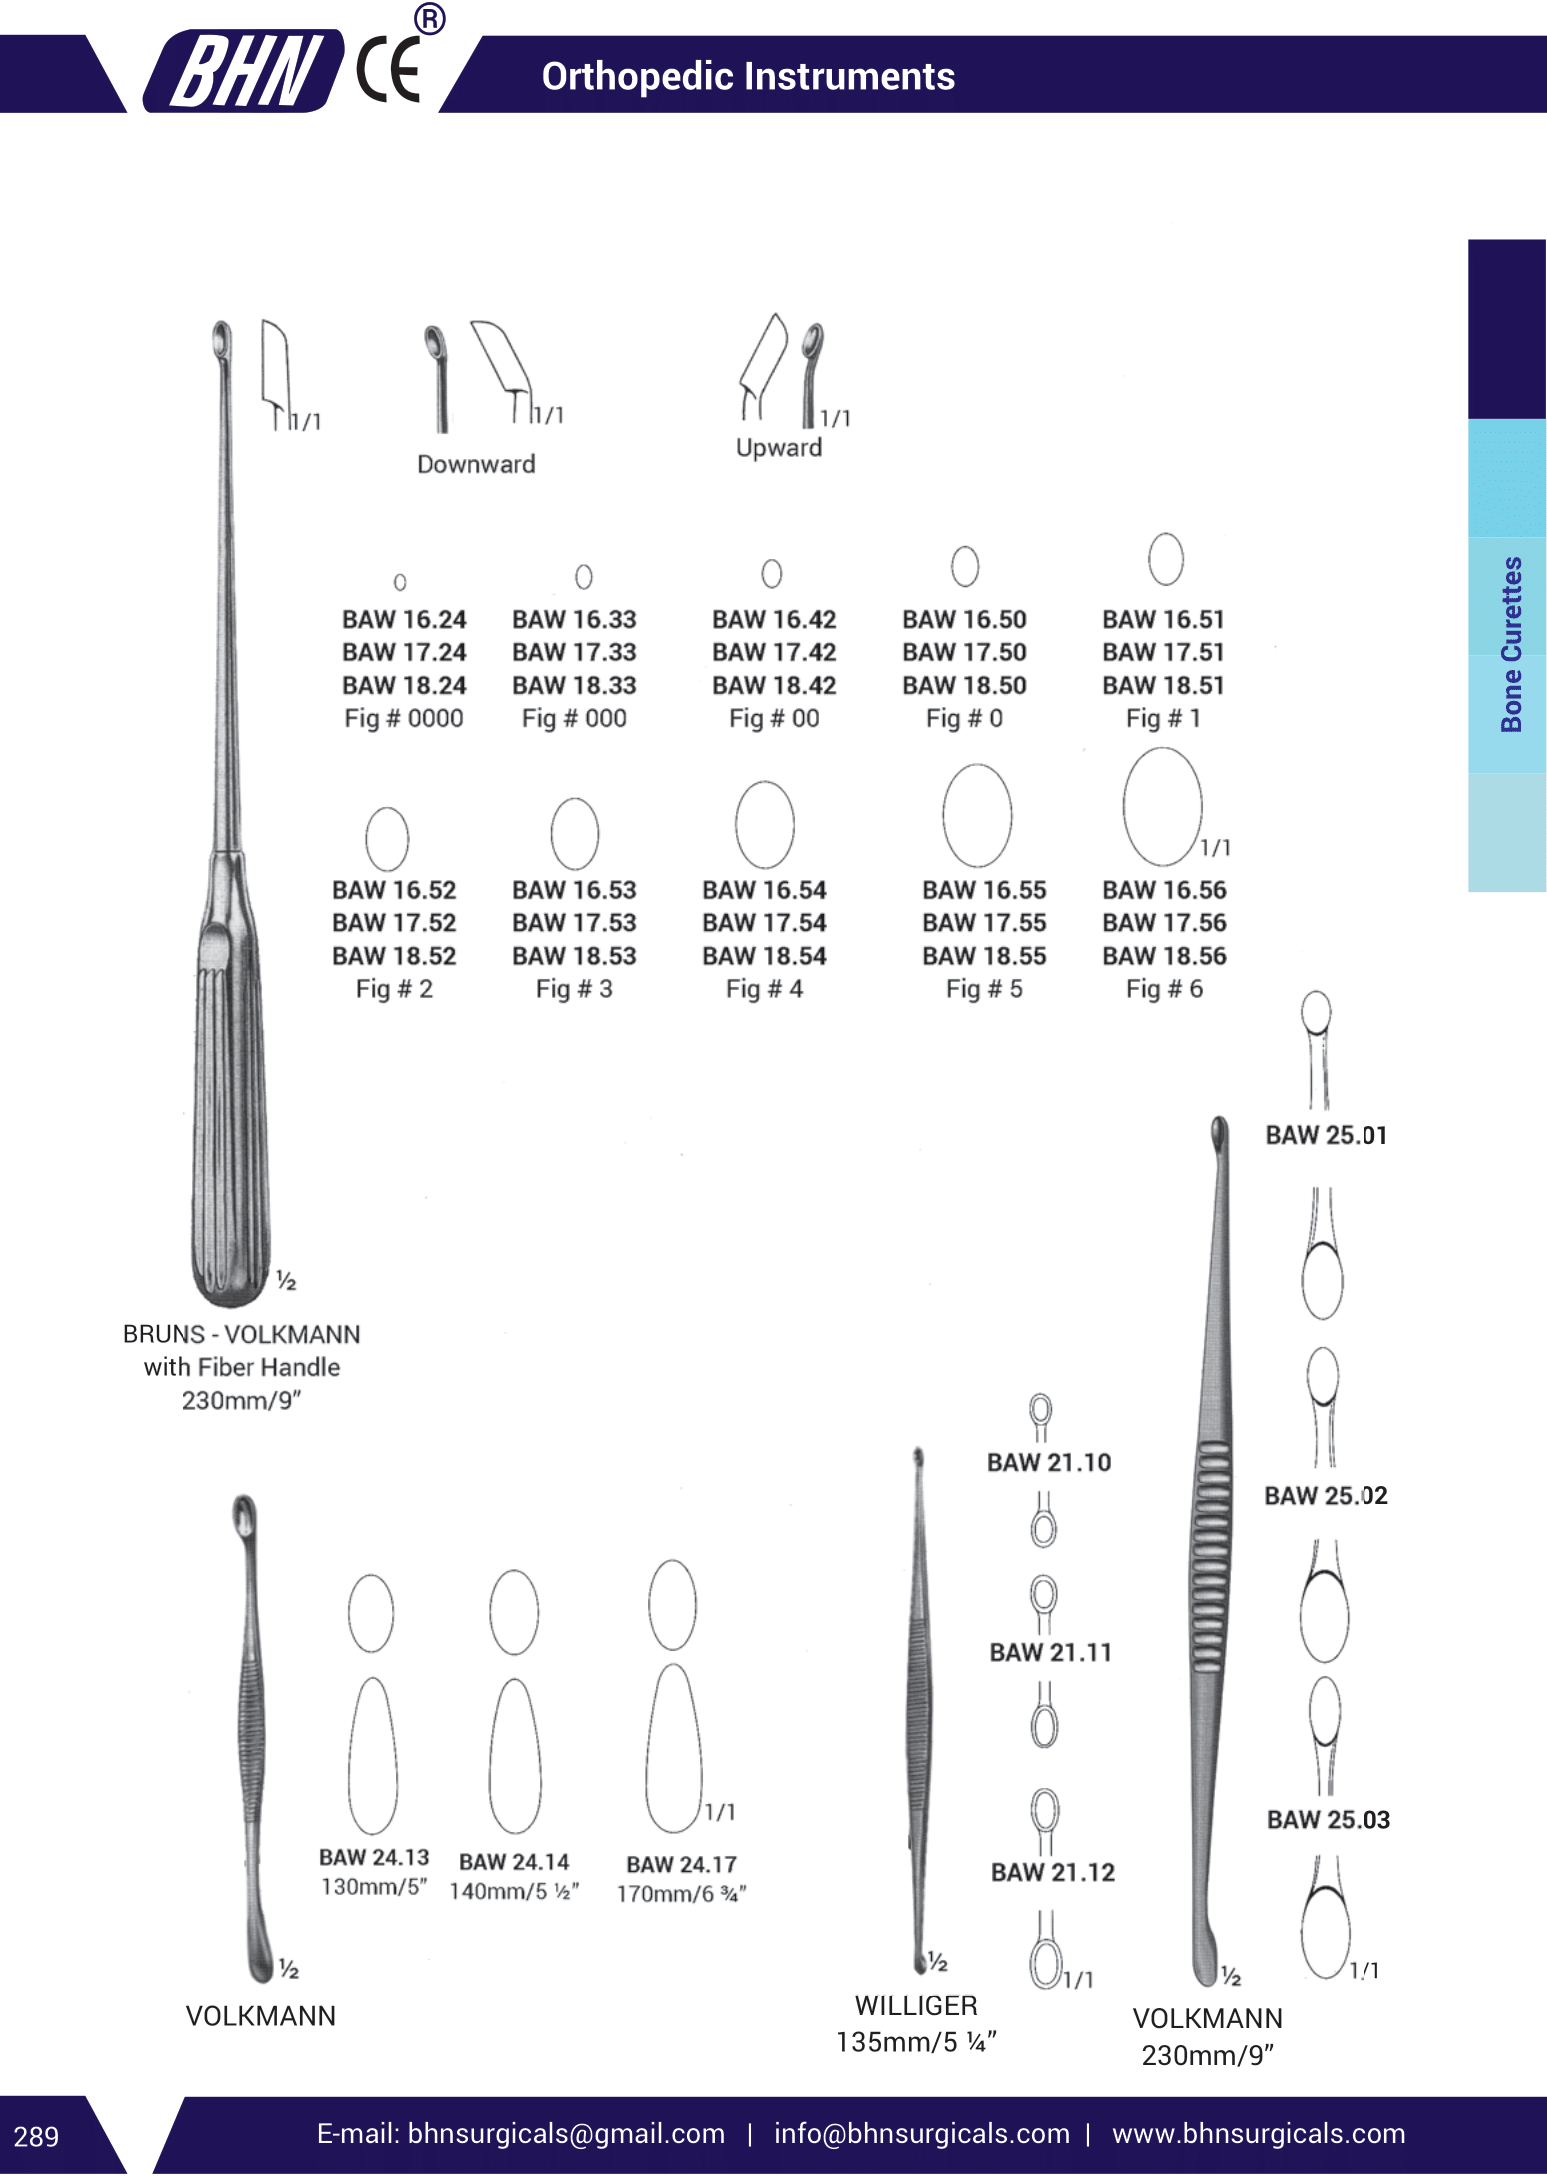 BHN CE ®
Orthopedic Instruments
Bone Curettes
1/1
1/1
1/1
Downward
Upward
BAW 16.24 BAW 16.33 BAW 16.42 BAW 16.50 BAW 16.51
BAW 17.24 BAW 17.33 BAW 17.42 BAW 17.50 BAW 17.51
BAW 18.24 BAW 18.33 BAW 18.42 BAW 18.50 BAW 18.51
Fig # 0000 Fig # 000 Fig # 00 Fig # 0 Fig # 1
1/1
BAW 16.52 BAW 16.53 BAW 16.54 BAW 16.55 BAW 16.56
BAW 17.52 BAW 17.53 BAW 17.54 BAW 17.55 BAW 17.56
BAW 18.52 BAW 18.53 BAW 18.54 BAW 18.55 BAW 18.56
Fig # 2 Fig # 3 Fig # 4 Fig # 5 Fig # 6
½
BRUNS - VOLKMANN
with Fiber Handle
230mm/9”
1/1
BAW 24.13 BAW 24.14 BAW 24.17
130mm/5” 140mm/5 ½” 170mm/6 ¾”
½
VOLKMANN
BAW 21.10
BAW 21.11
BAW 21.12
½
1/1
WILLIGER
135mm/5 ¼”
BAW 25.01
BAW 25.02
BAW 25.03
½
1/1
VOLKMANN
230mm/9”
289
E-mail: bhnsurgicals@gmail.com | info@bhnsurgicals.com | www.bhnsurgicals.com